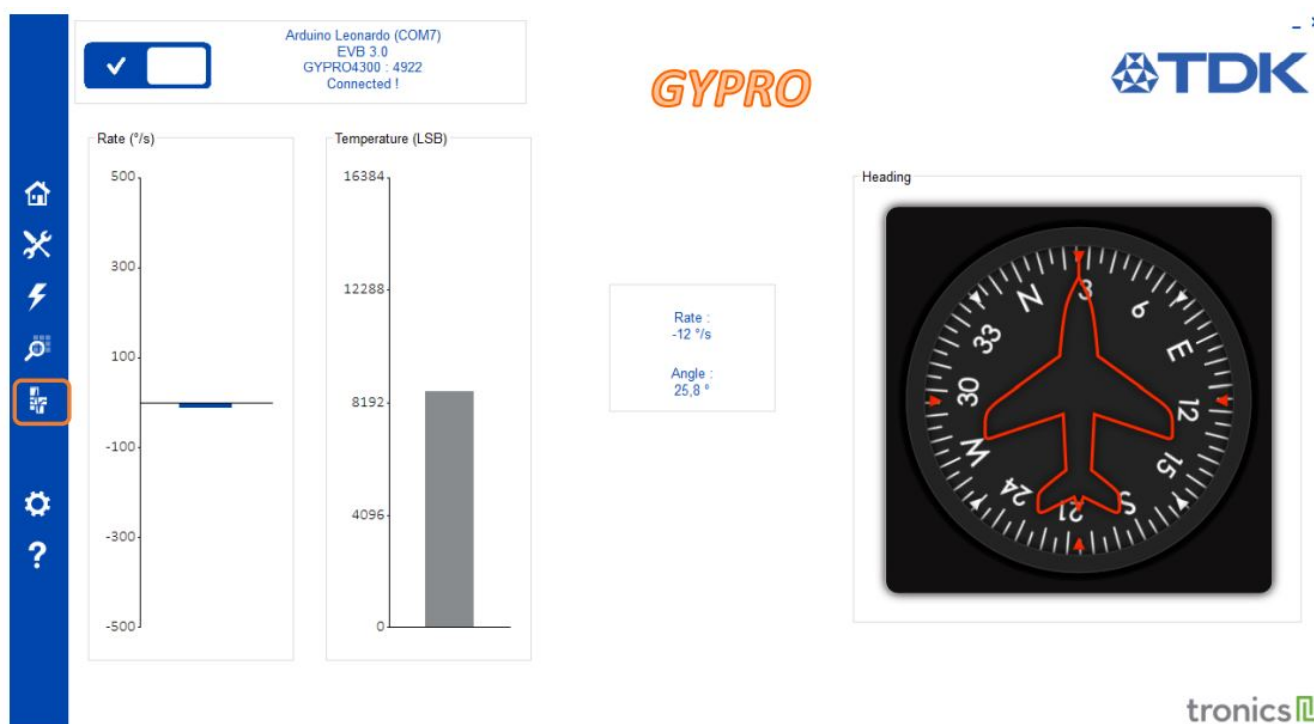 Arduino Leonardo (COM7)
EVB 3.0
GYPRO4300 : 4922
Connected !
GYPRO
TDK
Rate (°/s)
500
300
100
-100
-300
-500
Temperature (LSB)
16384
12288
8192
4096
0
Rate :
-12 °/s
Angle :
25,8 °
Heading
N
3
6
E
12
15
S
21
24
W
30
33
?
tronics